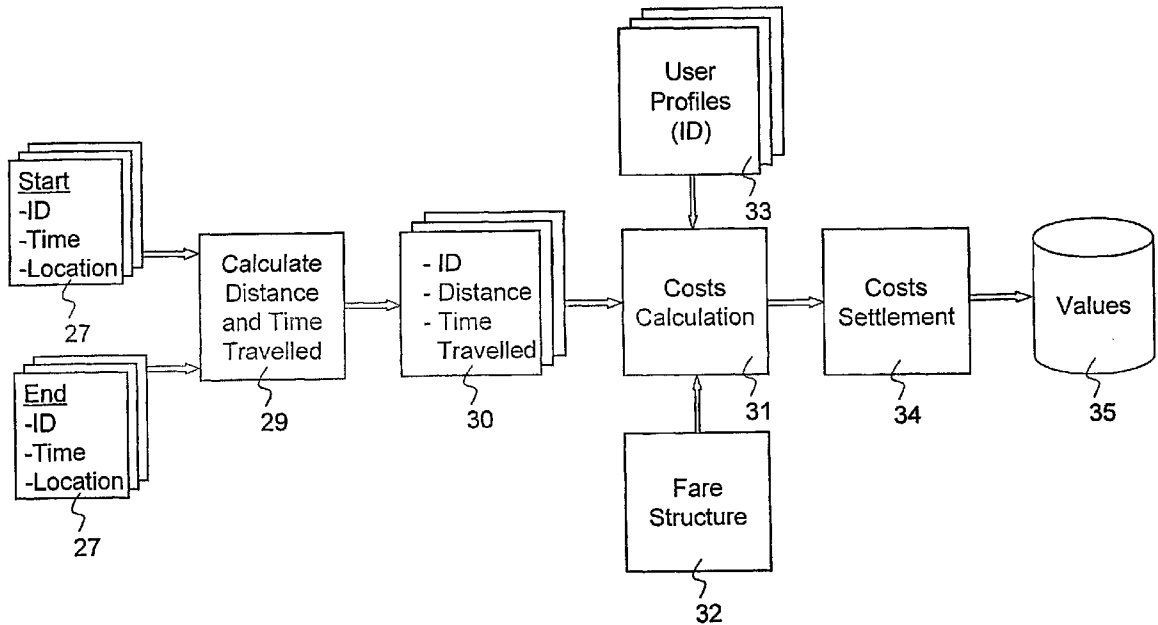 User
Profiles
(ID)
33
Start
-ID
-Time
-Location
27
Calculate
Distance
and Time
Travelled
29
- ID
- Distance
- Time
Travelled
30
Costs
Calculation
31
Costs
Settlement
34
Values
35
End
-ID
-Time
-Location
27
Fare
Structure
32